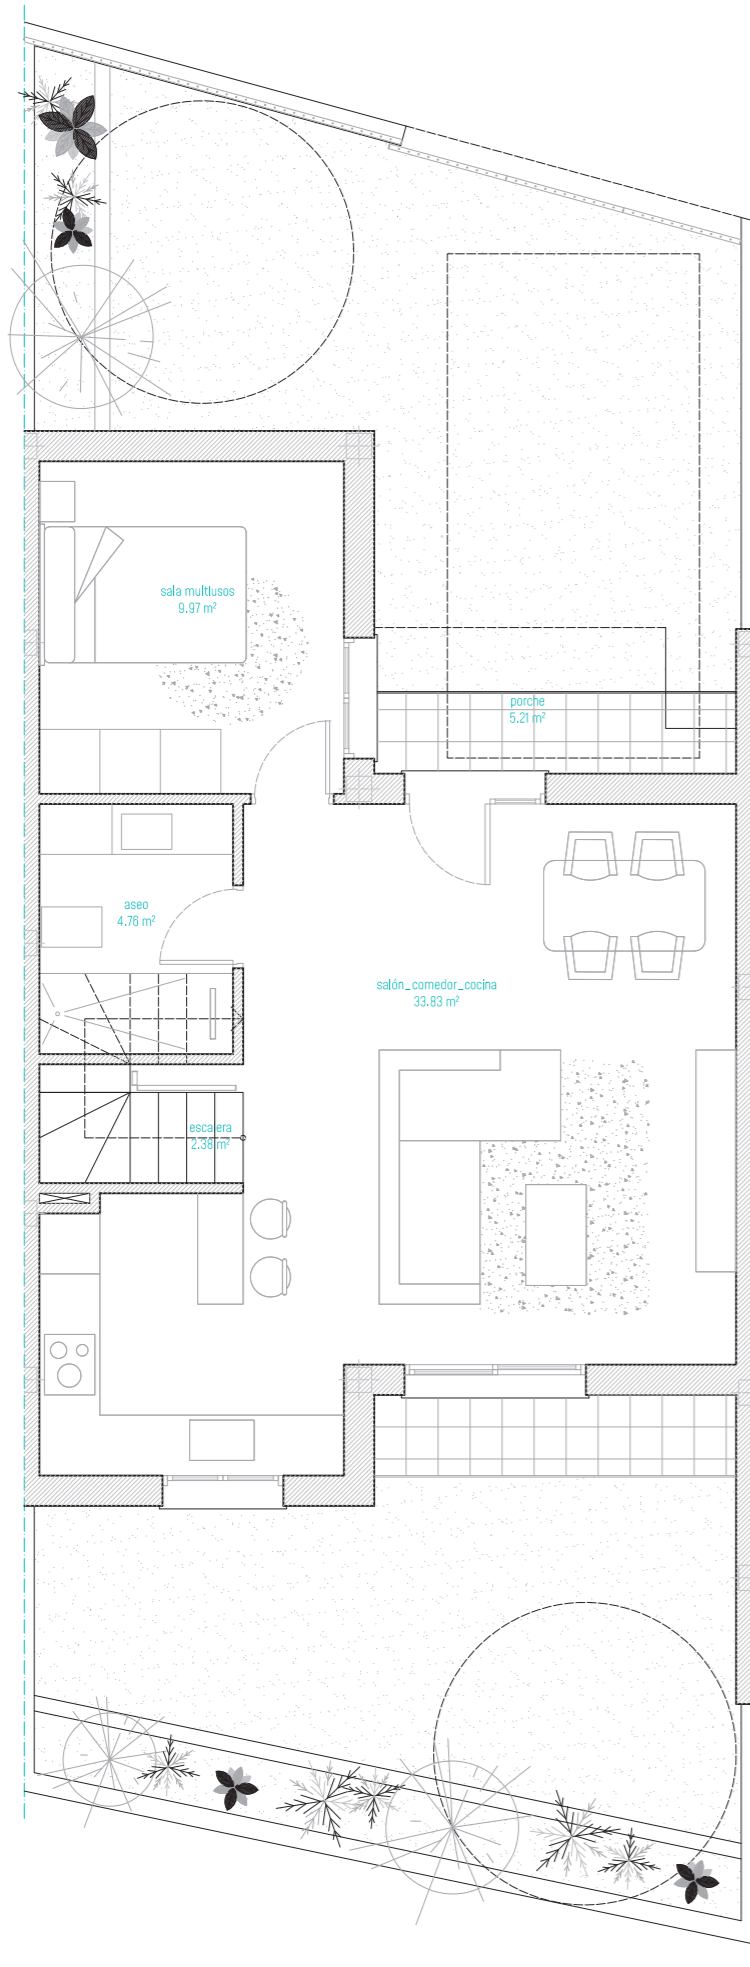 sala multiusos
9.97 m²
porche
5.21 m²
aseo
4.76 m²
salón_comedor_cocina
33.83 m²
escalera
2.38 m²